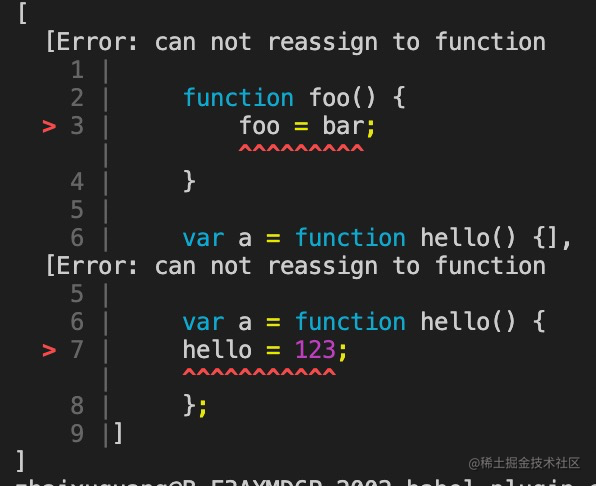 [
[Error: can not reassign to function
1 |
2 | function foo() {
> 3 | foo = bar;
| ^^^^^^^^^
4 | }
5 |
6 | var a = function hello() {],
[Error: can not reassign to function
5 |
6 | var a = function hello() {
> 7 | hello = 123;
| ^^^^^^^^^^^
8 | };
9 |]
]
@稀土掘金技术社区